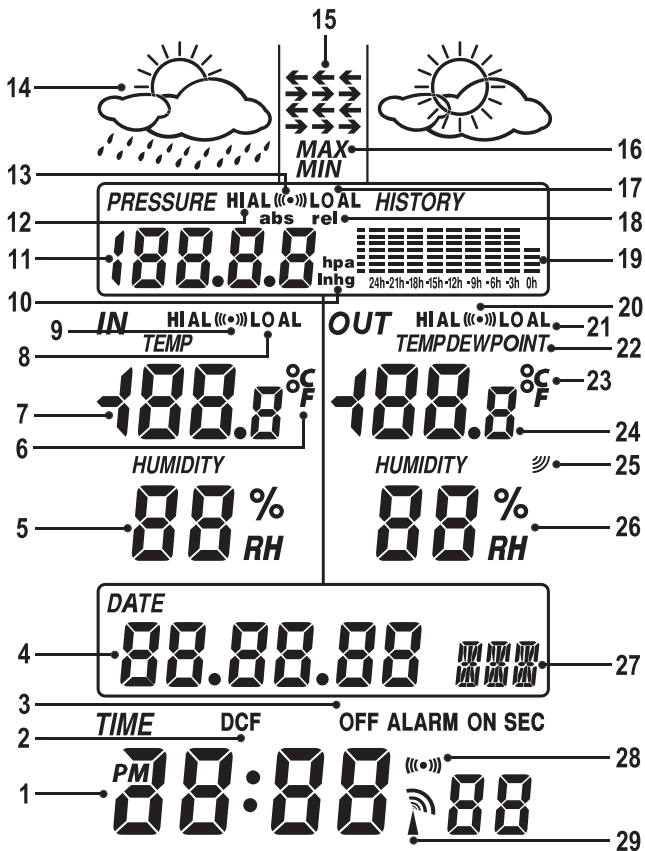 15
14
MAX 16
MIN
13 17
PRESSURE HI AL LO AL HISTORY
12 abs rel 18
11 188.8.8 hpa 19
10 Inhg 24h-21h-18h-15h-12h -9h -6h -3h 0h
20
IN HI AL LO AL OUT HI AL LO AL 21
9 8
TEMP TEMP DEWPOINT 22
°C °C 23
7 -188.8 F -188.8 F 24
6
HUMIDITY HUMIDITY 25
5 88 % 88 % 26
RH RH
DATE
4 88.88.88 27
3
TIME DCF OFF ALARM ON SEC
2 28
1 PM 28:88 88
29